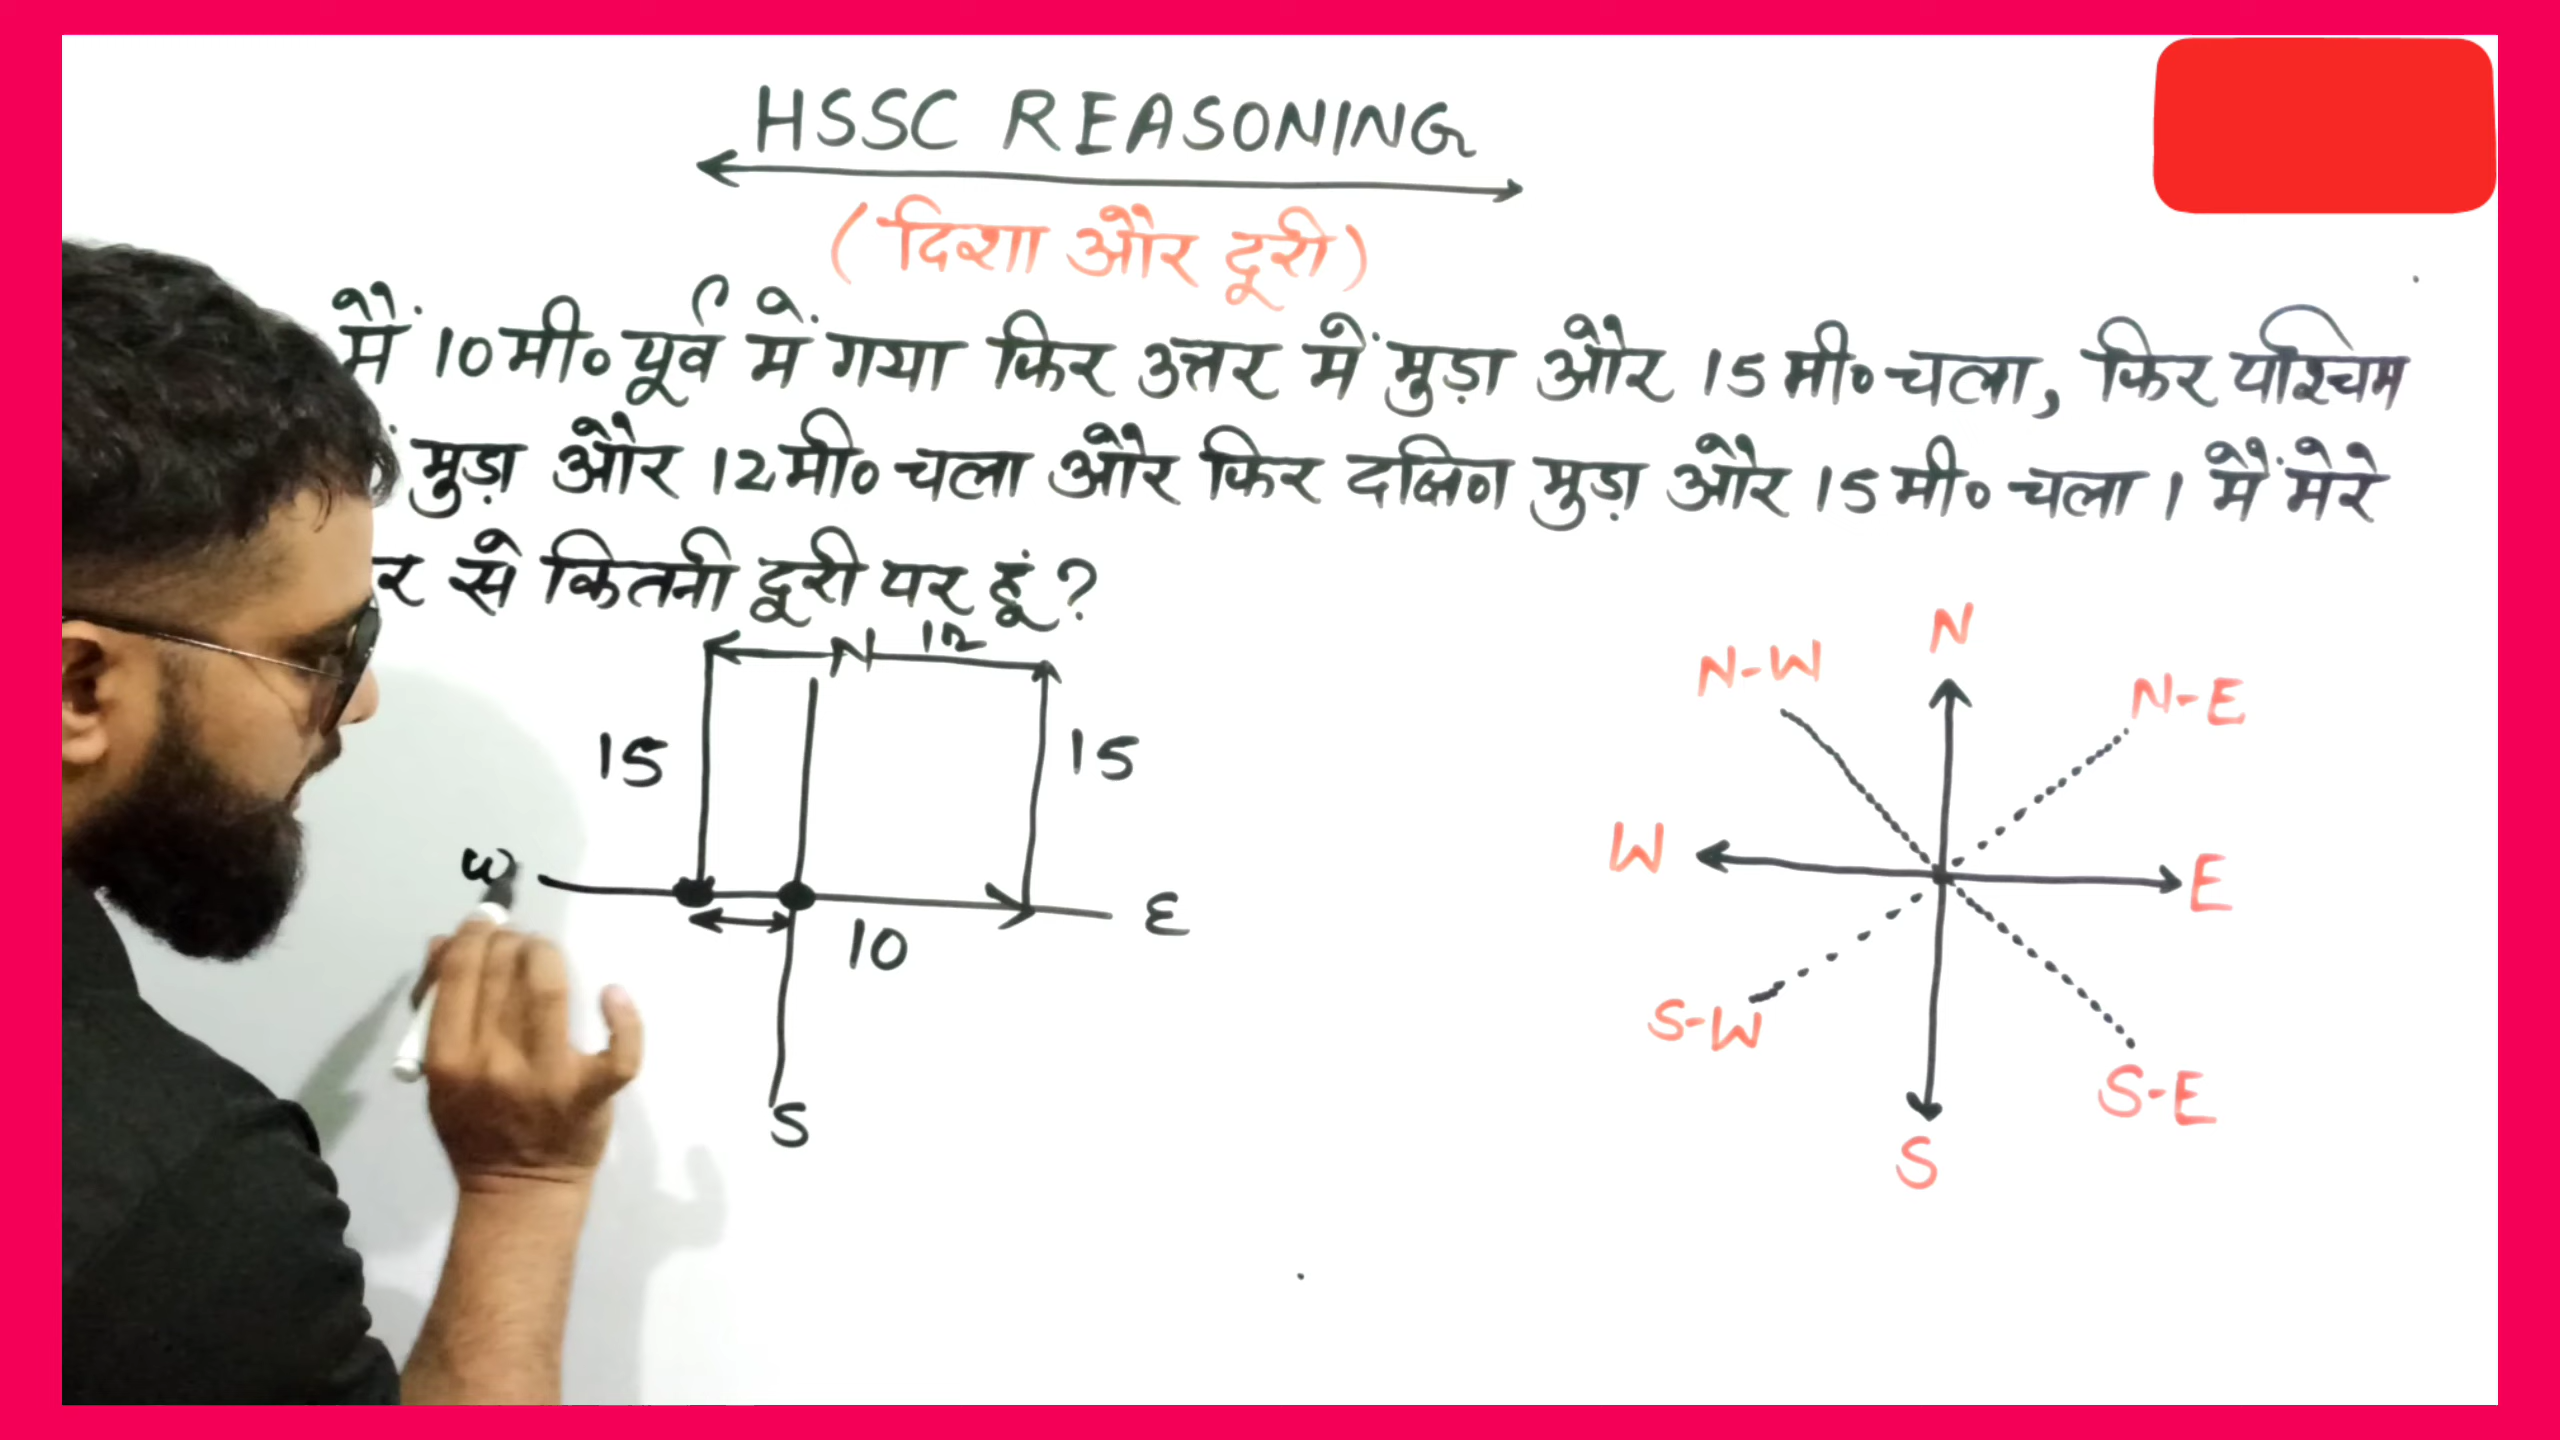 HSSC REASONING
(दिशा और दूरी)
मैं 10 मी० पूर्व में गया फिर उत्तर में मुड़ा और 15 मी० चला, फिर पश्चिम
मुड़ा और 12 मी० चला और फिर दक्षिण मुड़ा और 15 मी० चला। मैं मेरे
र से कितनी दूरी पर हूं?
N 12
15 15
W E
10
S
N
N-W N-E
W E
S-W S-E
S